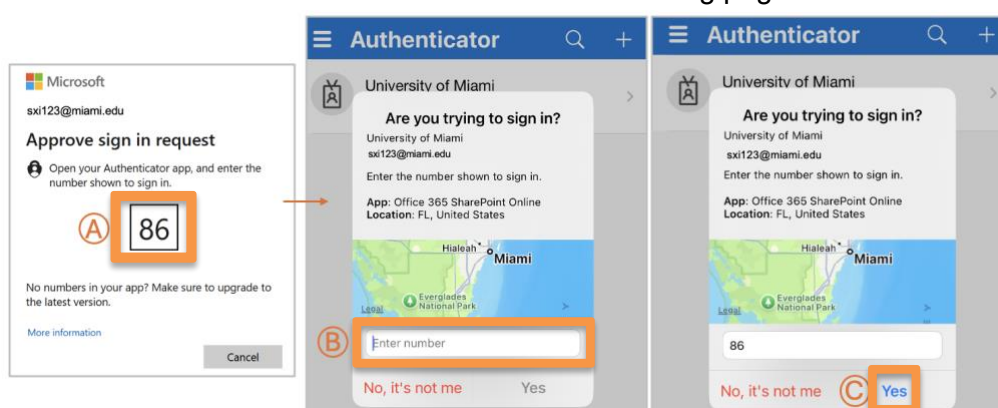 Microsoft
sxi123@miami.edu
Approve sign in request
Open your Authenticator app, and enter the
number shown to sign in.
A
86
No numbers in your app? Make sure to upgrade to
the latest version.
More information
Cancel
Authenticator
University of Miami
Are you trying to sign in?
University of Miami
sxi123@miami.edu
Enter the number shown to sign in.
App: Office 365 SharePoint Online
Location: FL, United States
Hialeah
Miami
Everglades
National Park
Legal
B
Enter number
No, it's not me
Yes
Authenticator
University of Miami
Are you trying to sign in?
University of Miami
sxi123@miami.edu
Enter the number shown to sign in.
App: Office 365 SharePoint Online
Location: FL, United States
Hialeah
Miami
Everglades
National Park
Legal
86
No, it's not me
C
Yes